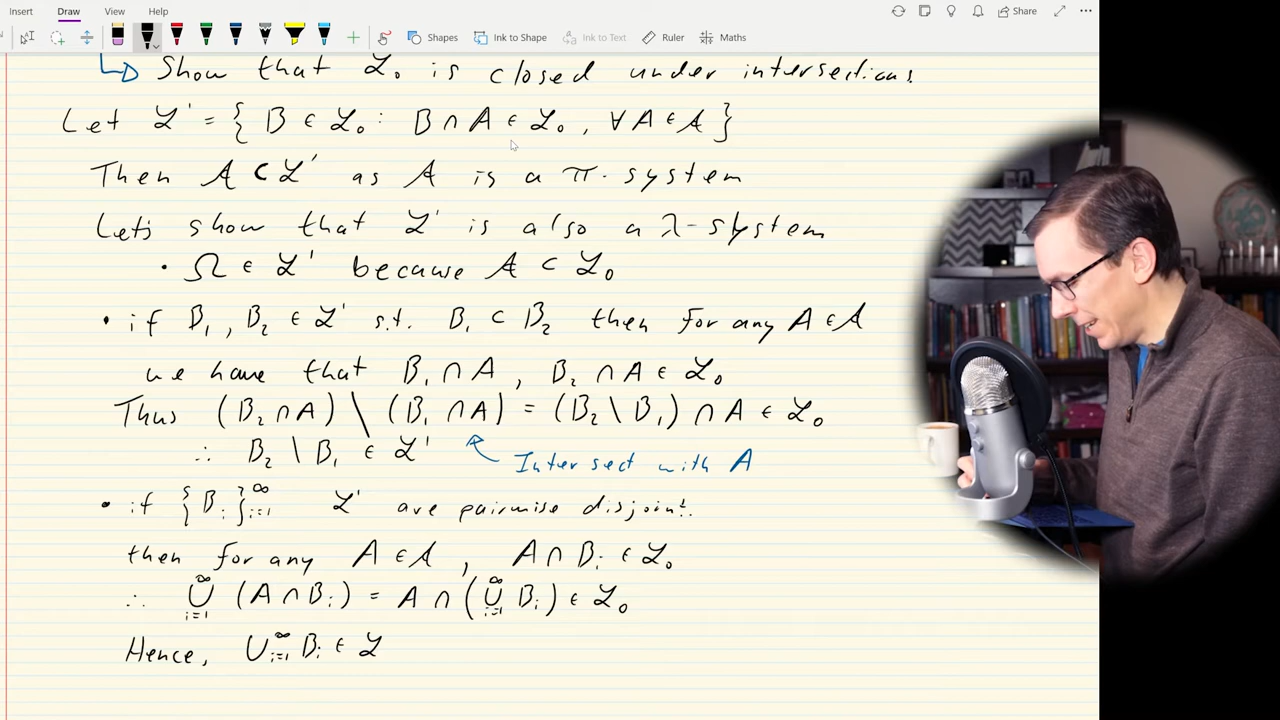 Insert Draw View Help Share
Shapes Ink to Shape Ink to Text Ruler Maths
↳ Show that ℒ₀ is closed under intersections.
Let ℒ' = { B ∈ ℒ₀ : B ∩ A ∈ ℒ₀ , ∀ A ∈ 𝒜 }
Then 𝒜 ⊂ ℒ' as 𝒜 is a π-system
Let's show that ℒ' is also a λ-system
• Ω ∈ ℒ' because 𝒜 ⊂ ℒ₀
• if B₁ , B₂ ∈ ℒ' s.t. B₁ ⊂ B₂ then for any A ∈ 𝒜
we have that B₁ ∩ A , B₂ ∩ A ∈ ℒ₀
Thus (B₂ ∩ A) \ (B₁ ∩ A) = (B₂ \ B₁) ∩ A ∈ ℒ₀
∴ B₂ \ B₁ ∈ ℒ'
Intersect with A
• if {Bᵢ}ᵢ₌₁^∞ ℒ' are pairwise disjoint.
then for any A ∈ 𝒜 , A ∩ Bᵢ ∈ ℒ₀
∴ ⋃ᵢ₌₁^∞ (A ∩ Bᵢ) = A ∩ (⋃ᵢ₌₁^∞ Bᵢ) ∈ ℒ₀
Hence, ⋃ᵢ₌₁^∞ Bᵢ ∈ ℒ